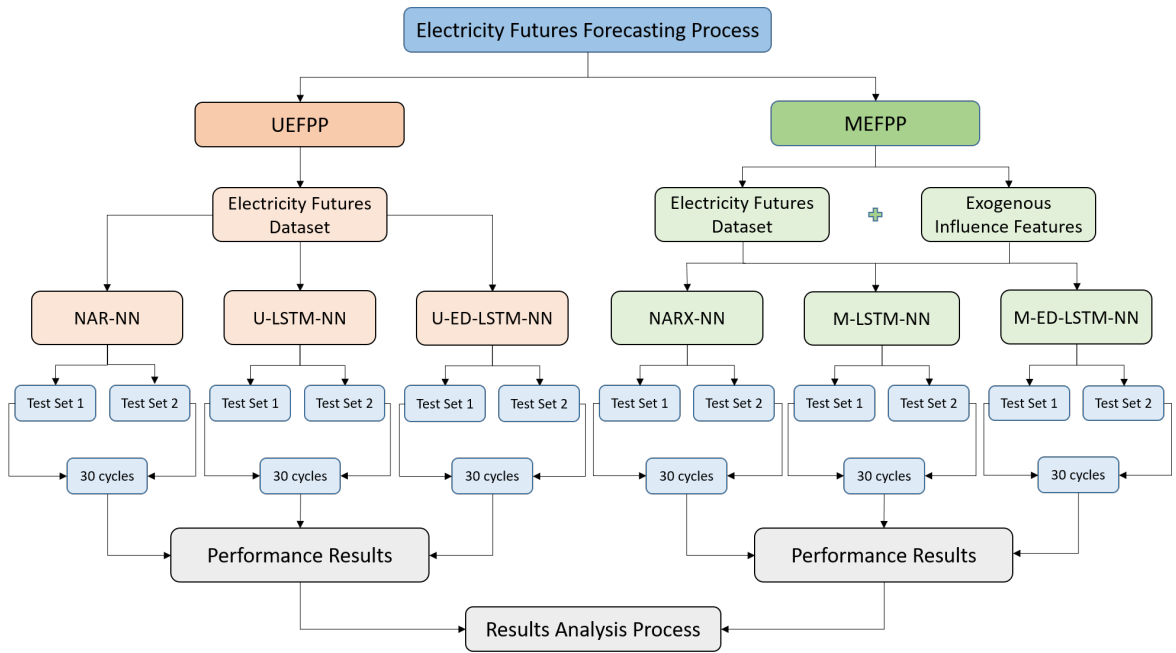 Electricity Futures Forecasting Process
UEFPP
MEFPP
Electricity Futures
Dataset
Electricity Futures
Dataset
Exogenous
Influence Features
NAR-NN
U-LSTM-NN
U-ED-LSTM-NN
NARX-NN
M-LSTM-NN
M-ED-LSTM-NN
Test Set 1
Test Set 2
Test Set 1
Test Set 2
Test Set 1
Test Set 2
Test Set 1
Test Set 2
Test Set 1
Test Set 2
Test Set 1
Test Set 2
30 cycles
30 cycles
30 cycles
30 cycles
30 cycles
30 cycles
Performance Results
Performance Results
Results Analysis Process